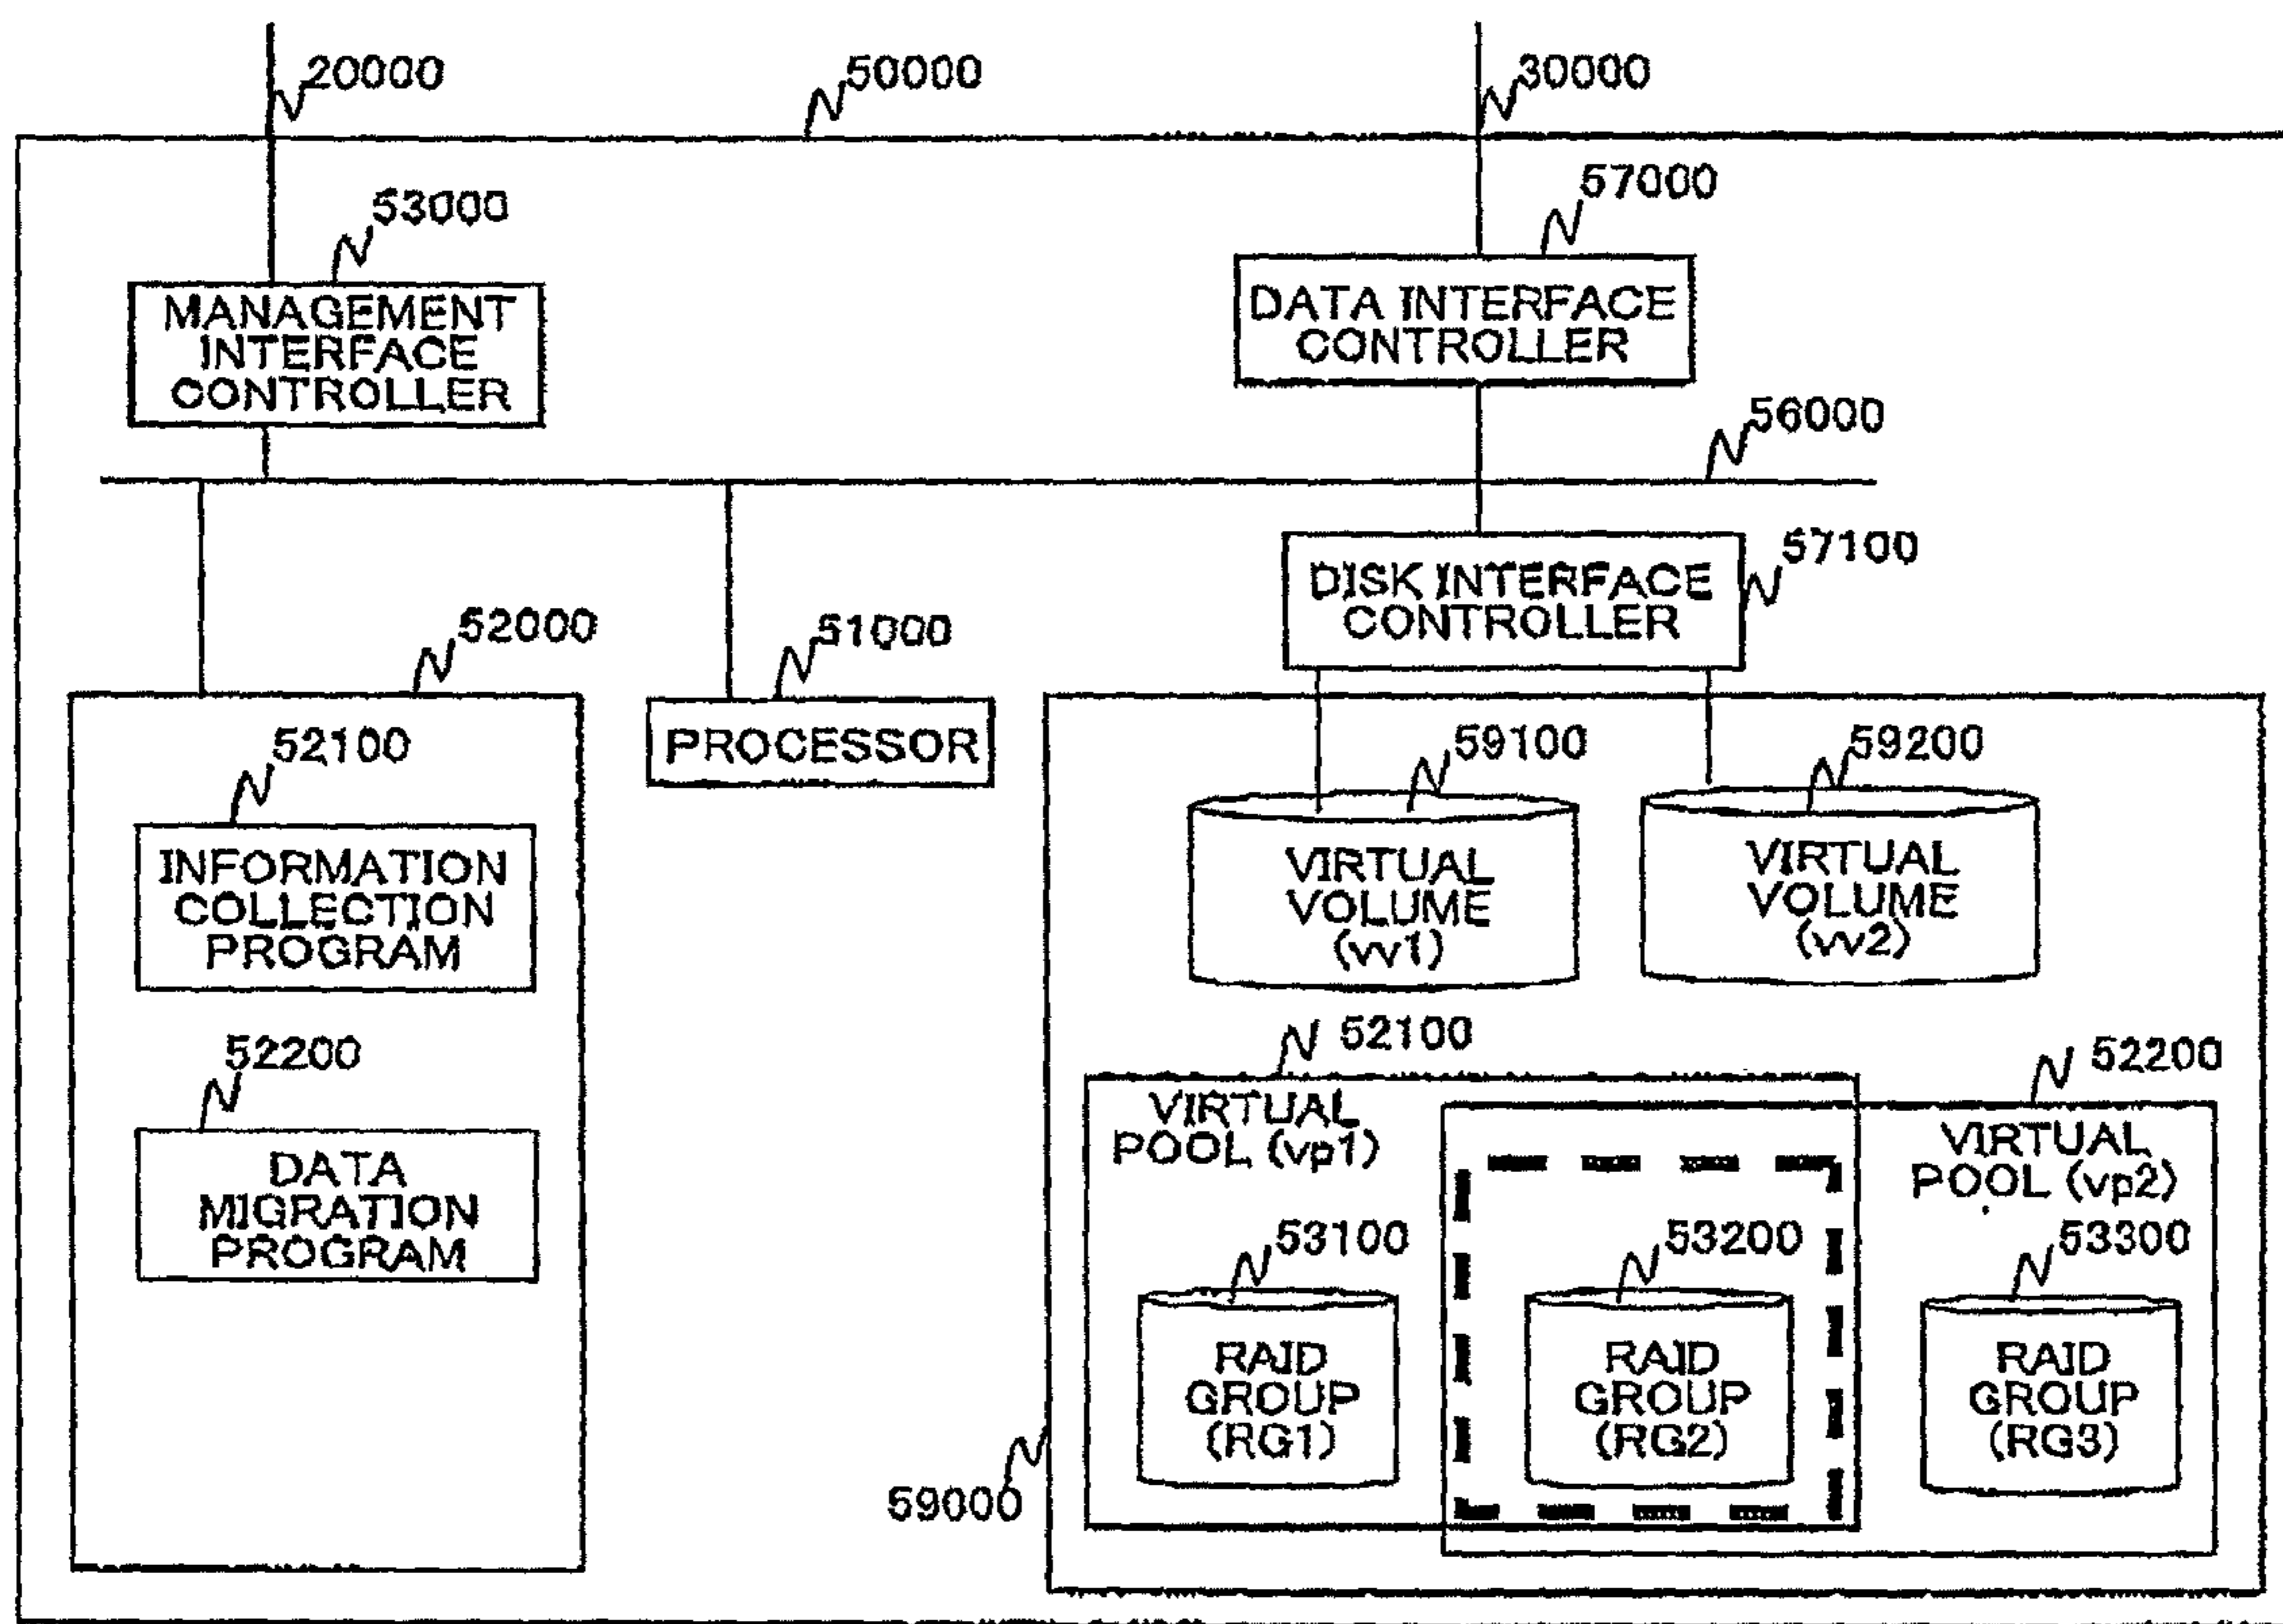 20000
50000
30000
53000
57000
MANAGEMENT
INTERFACE
CONTROLLER
DATA INTERFACE
CONTROLLER
56000
57100
DISK INTERFACE
CONTROLLER
52000
51000
PROCESSOR
52100
INFORMATION
COLLECTION
PROGRAM
52200
DATA
MIGRATION
PROGRAM
59100
59200
VIRTUAL
VOLUME
(vv1)
VIRTUAL
VOLUME
(vv2)
52100
52200
VIRTUAL
POOL (vp1)
VIRTUAL
POOL (vp2)
53100
53200
53300
RAID
GROUP
(RG1)
RAID
GROUP
(RG2)
RAID
GROUP
(RG3)
59000